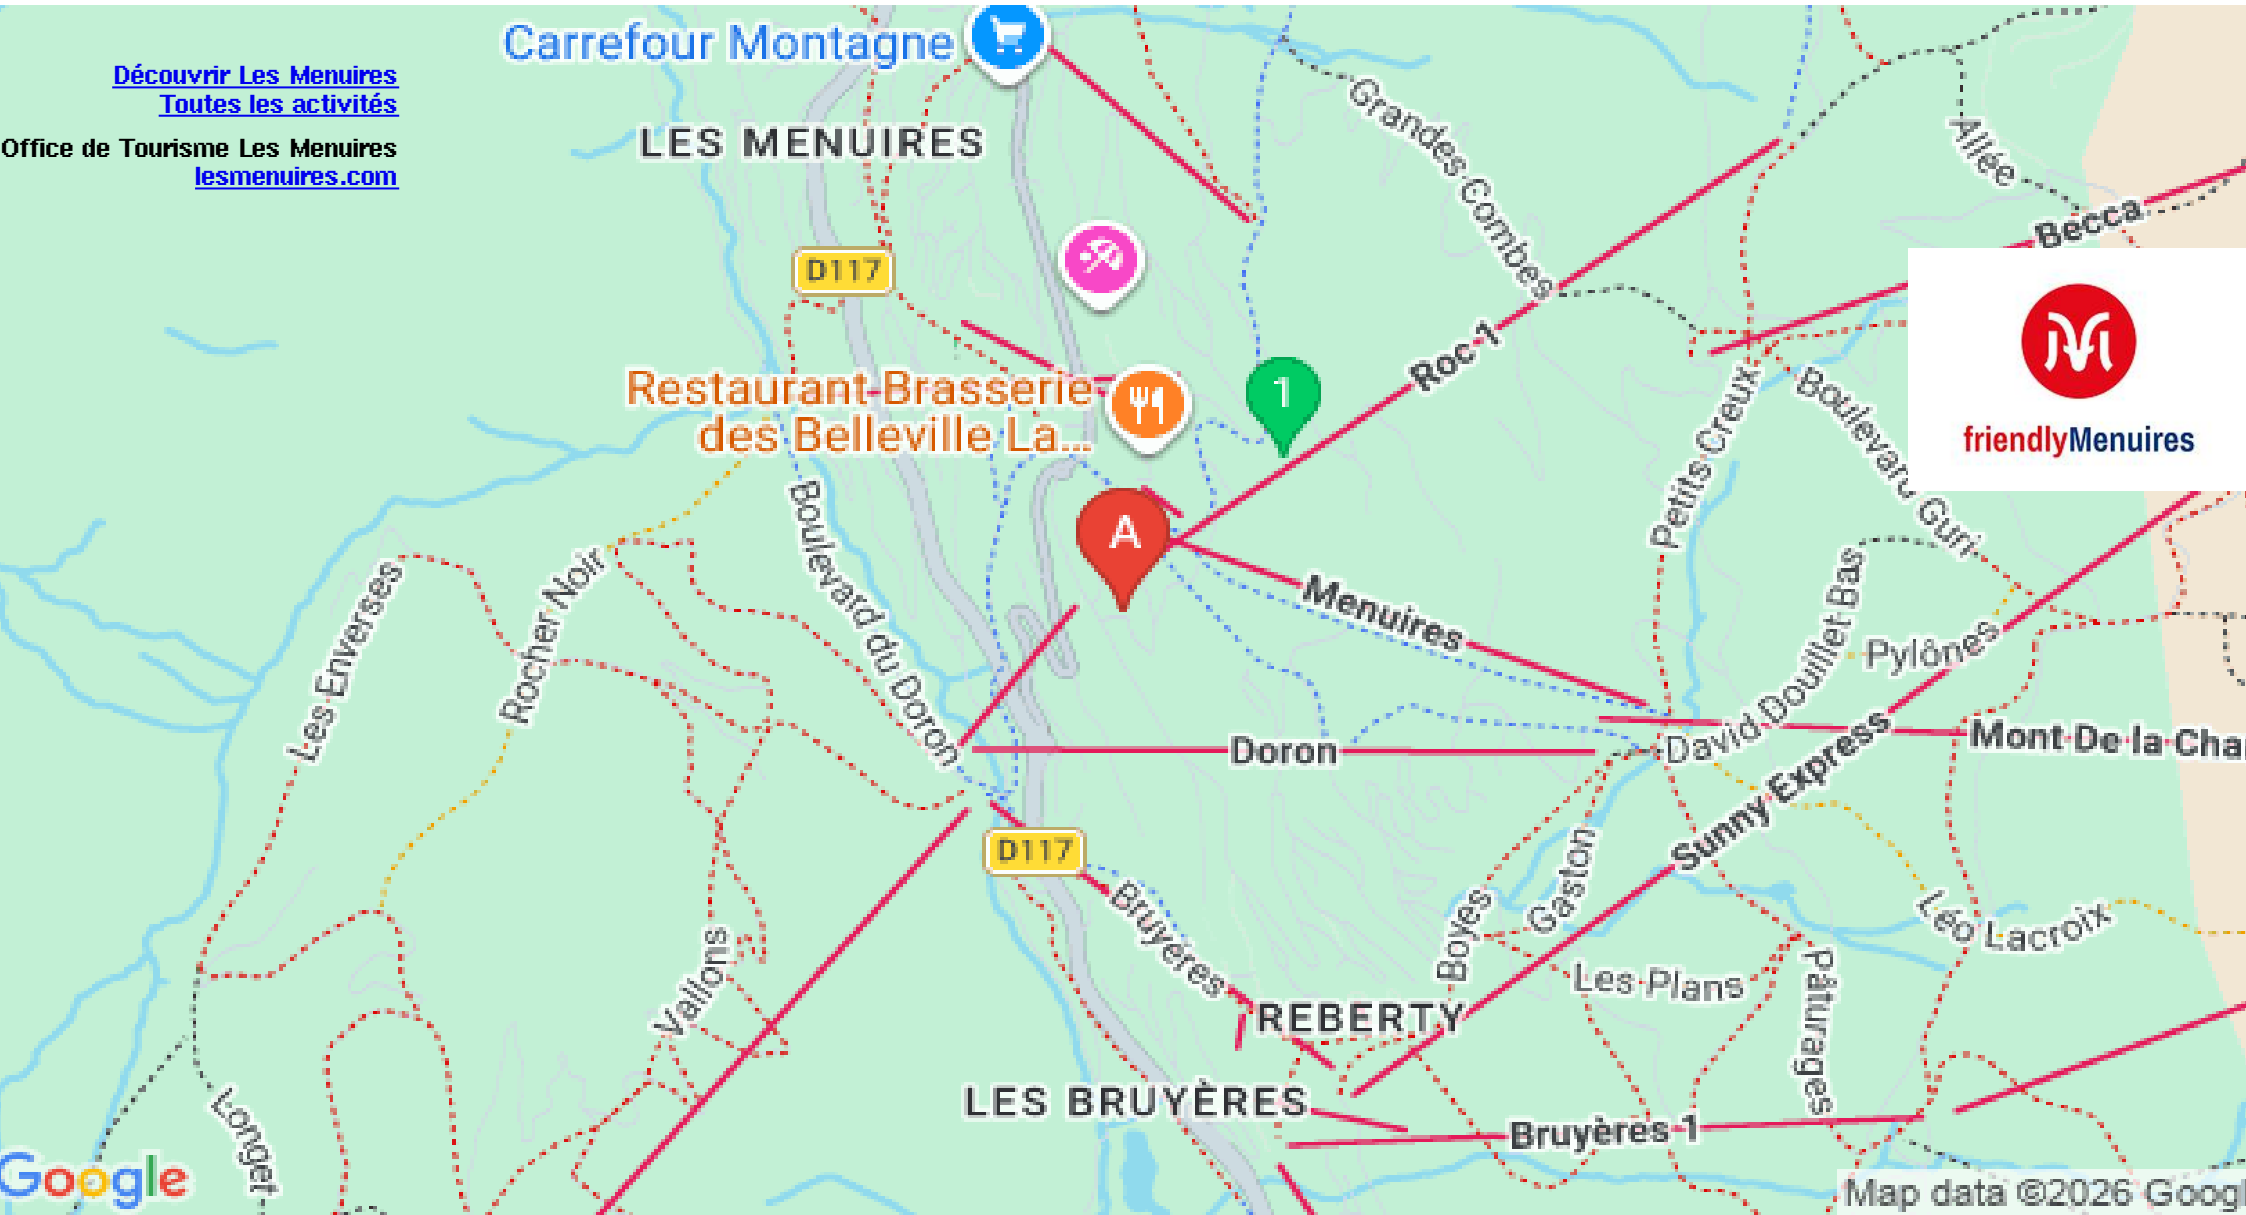 Découvrir Les Menuires
Toutes les activités
Office de Tourisme Les Menuires
lesmenuires.com
Carrefour Montagne
LES MENUIRES
Grandes Combes
Allée
Becca
D117
friendlyMenuires
Roc 1
1
Restaurant Brasserie
des Belleville La...
Petits Creux
Boulevard Guri
A
Boulevard du Doron
Les Enverses
Rocher Noir
Menuires
David Douillet Bas
Pylônes
Doron
Mont De la Cha
Sunny Express
D117
Bruyères
Gaston
Boyes
Léo Lacroix
Les Plans
Vallons
REBERTY
Pâturages
LES BRUYÈRES
Bruyères 1
Longet
Google
Map data ©2026 Googl